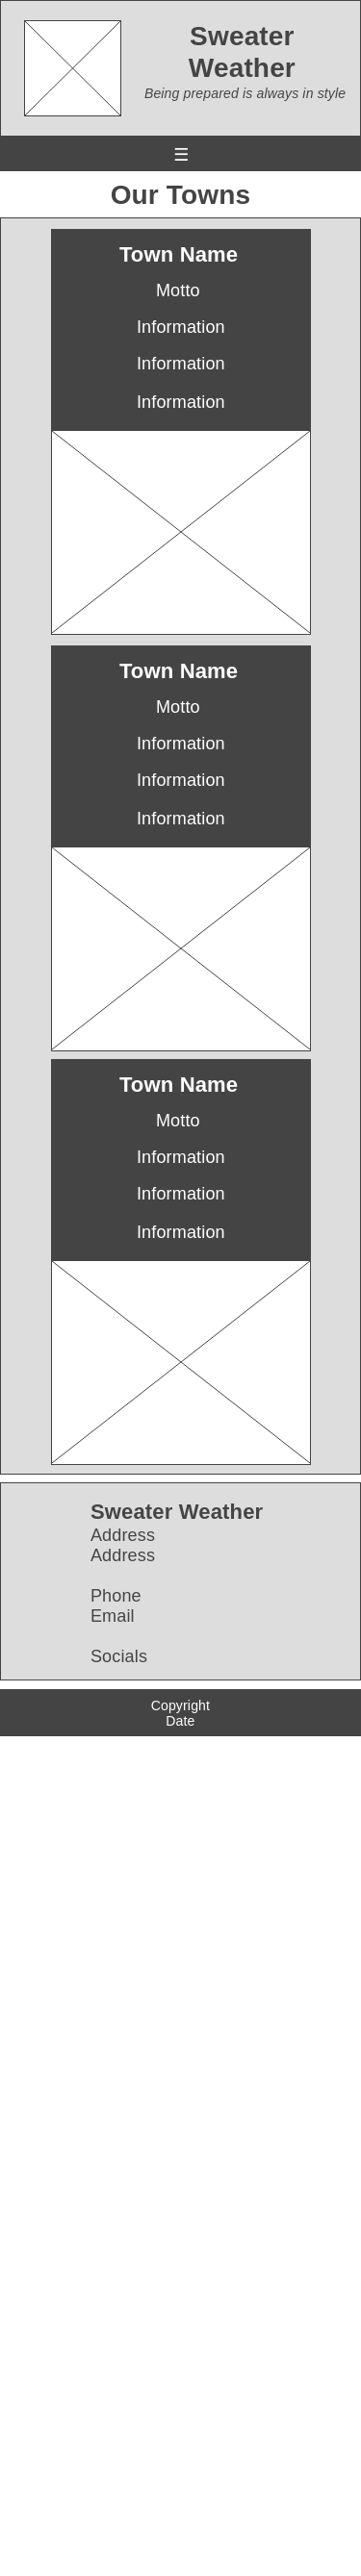 Sweater
Weather
Being prepared is always in style
☰
Our Towns
Town Name
Motto
Information
Information
Information
Town Name
Motto
Information
Information
Information
Town Name
Motto
Information
Information
Information
Sweater Weather
Address
Address
Phone
Email
Socials
Copyright
Date